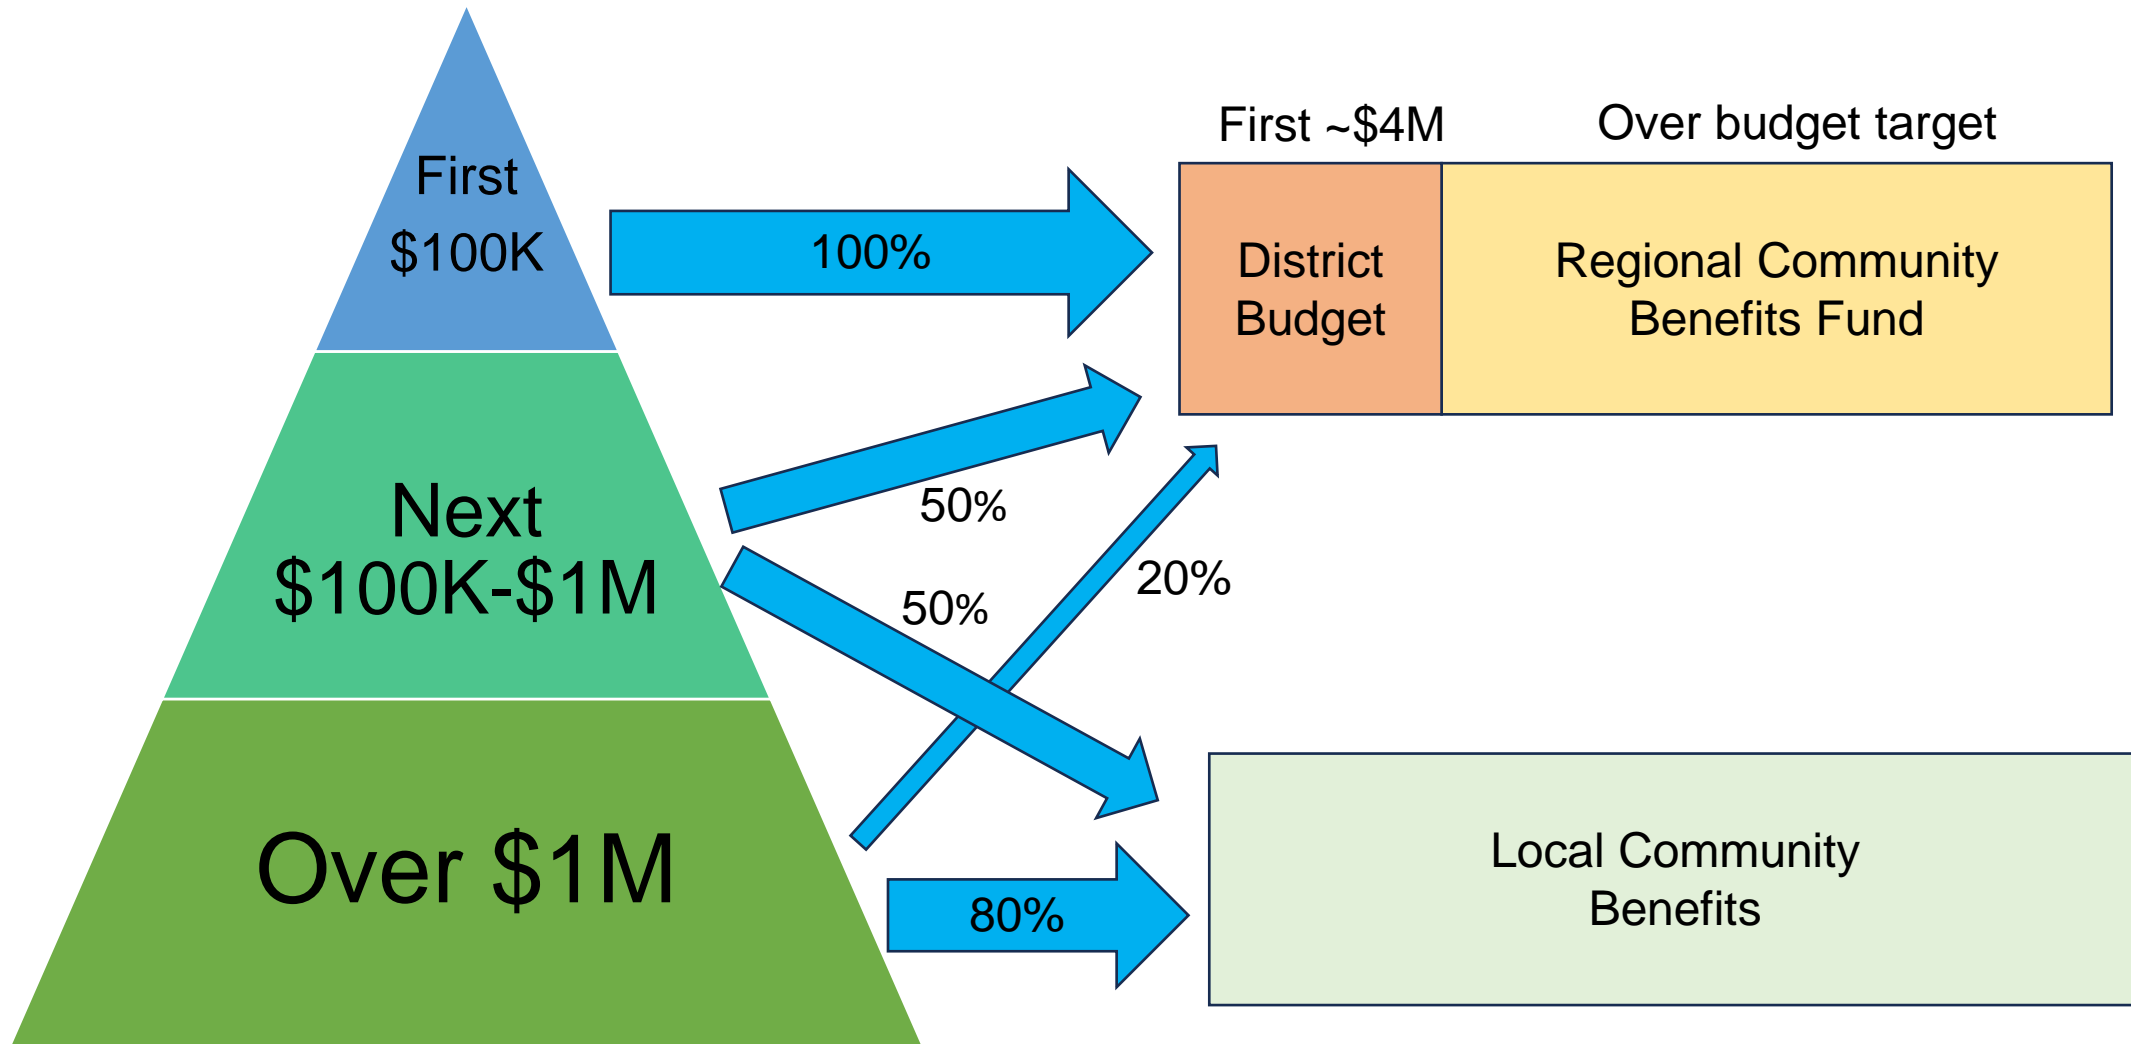 First
$100K
Next
$100K-$1M
Over $1M
100%
50%
50%
20%
80%
First ~$4M
Over budget target
District
Budget
Regional Community
Benefits Fund
Local Community
Benefits